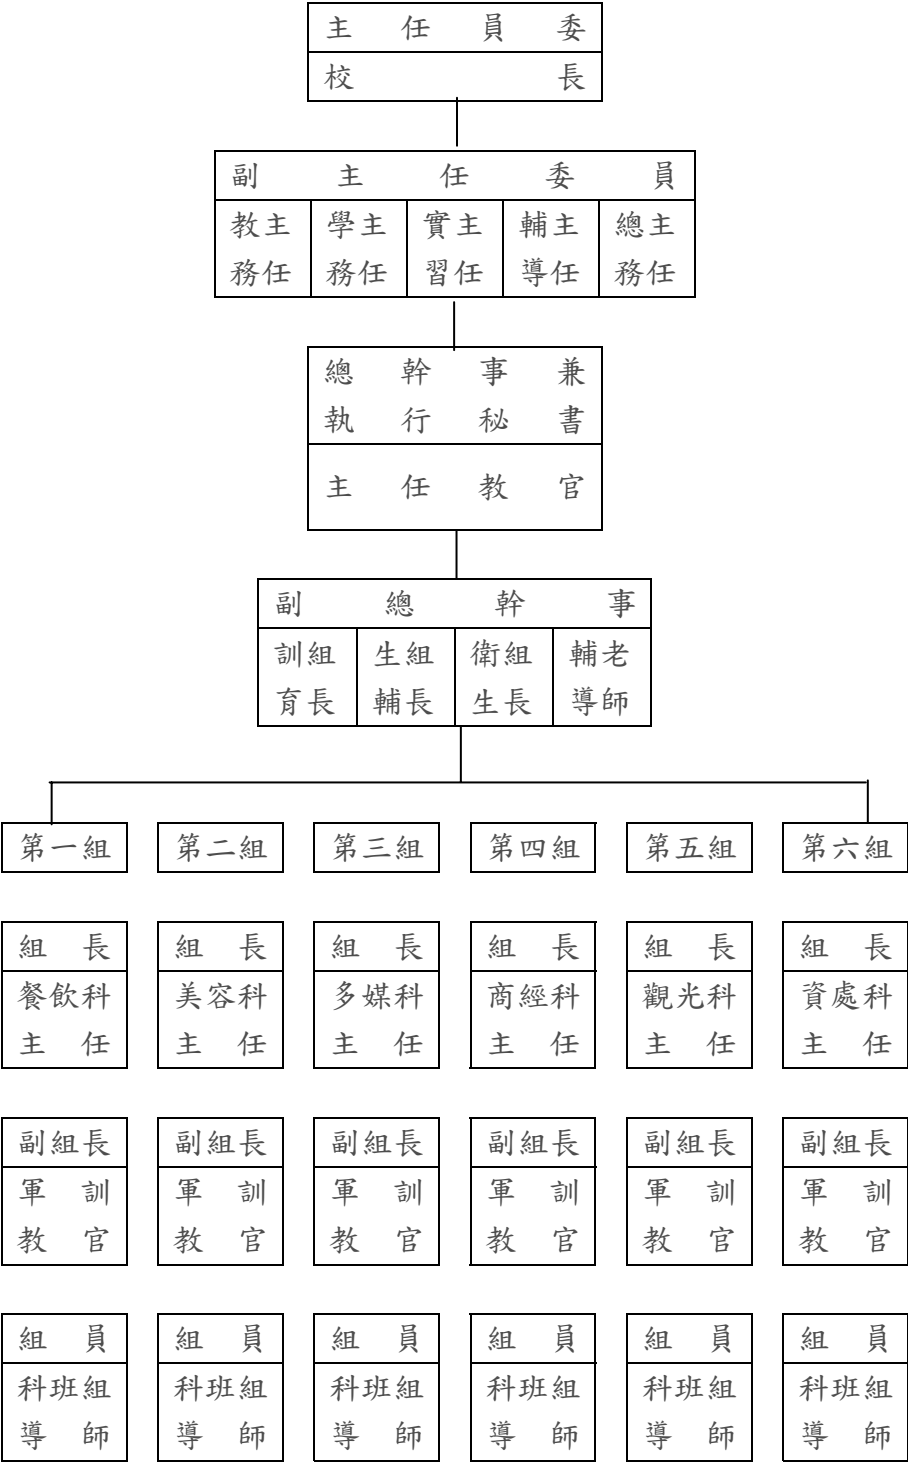 主任員委
校長
副主任委員
教主 學主 實主 輔主 總主
務任 務任 習任 導任 務任
總幹事兼
執行秘書
主任教官
副總幹事
訓組 生組 衛組 輔老
育長 輔長 生長 導師
第一組 第二組 第三組 第四組 第五組 第六組
組長 組長 組長 組長 組長 組長
餐飲科 美容科 多媒科 商經科 觀光科 資處科
主任 主任 主任 主任 主任 主任
副組長 副組長 副組長 副組長 副組長 副組長
軍訓 軍訓 軍訓 軍訓 軍訓 軍訓
教官 教官 教官 教官 教官 教官
組員 組員 組員 組員 組員 組員
科班組 科班組 科班組 科班組 科班組 科班組
導師 導師 導師 導師 導師 導師